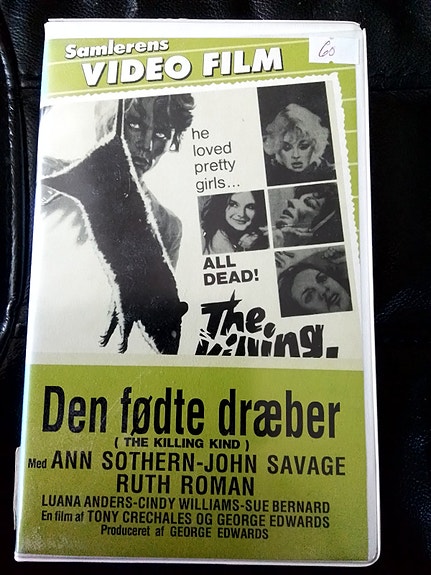 Samlerens
VIDEO FILM
60
he
loved
pretty
girls...
ALL
DEAD!
The
Killing
Den fødte dræber
( THE KILLING KIND )
Med ANN SOTHERN-JOHN SAVAGE
RUTH ROMAN
LUANA ANDERS-CINDY WILLIAMS-SUE BERNARD
En film af TONY CRECHALES OG GEORGE EDWARDS
Produceret af GEORGE EDWARDS